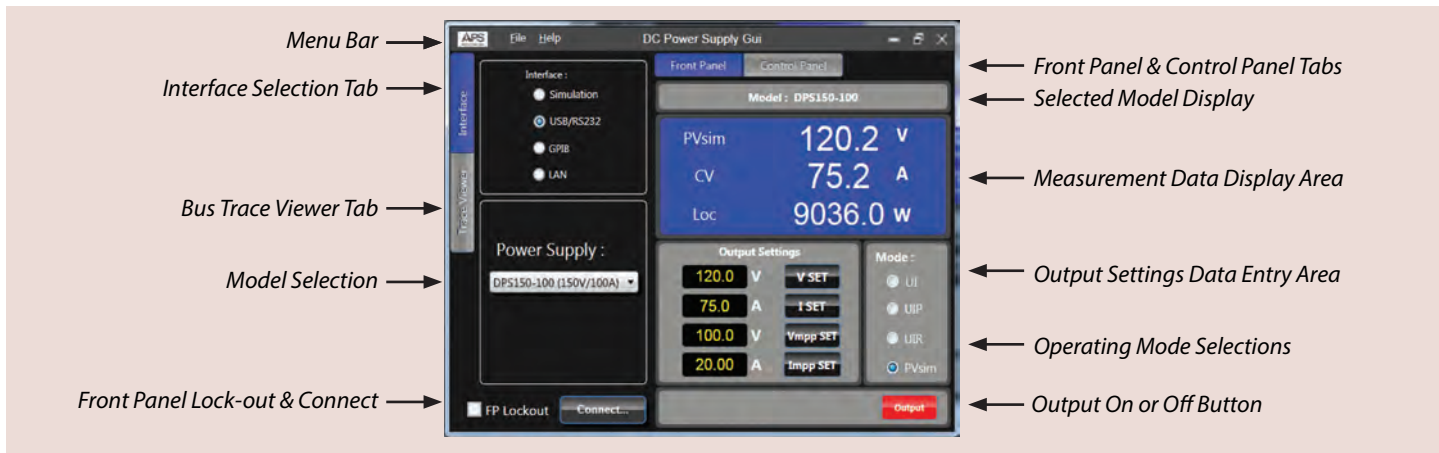 Menu Bar
Interface Selection Tab
Bus Trace Viewer Tab
Model Selection
Front Panel Lock-out & Connect
APS File Help DC Power Supply Gui
Interface
Trace Viewer
Interface :
Simulation
USB/RS232
GPIB
LAN
Power Supply :
DPS150-100 (150V/100A)
FP Lockout Connect...
Front Panel Control Panel
Model : DPS150-100
PVsim 120.2 V
CV 75.2 A
Loc 9036.0 W
Output Settings
120.0 V V SET
75.0 A I SET
100.0 V Vmpp SET
20.00 A Impp SET
Mode :
UI
UIP
UIR
PVsim
Output
Front Panel & Control Panel Tabs
Selected Model Display
Measurement Data Display Area
Output Settings Data Entry Area
Operating Mode Selections
Output On or Off Button